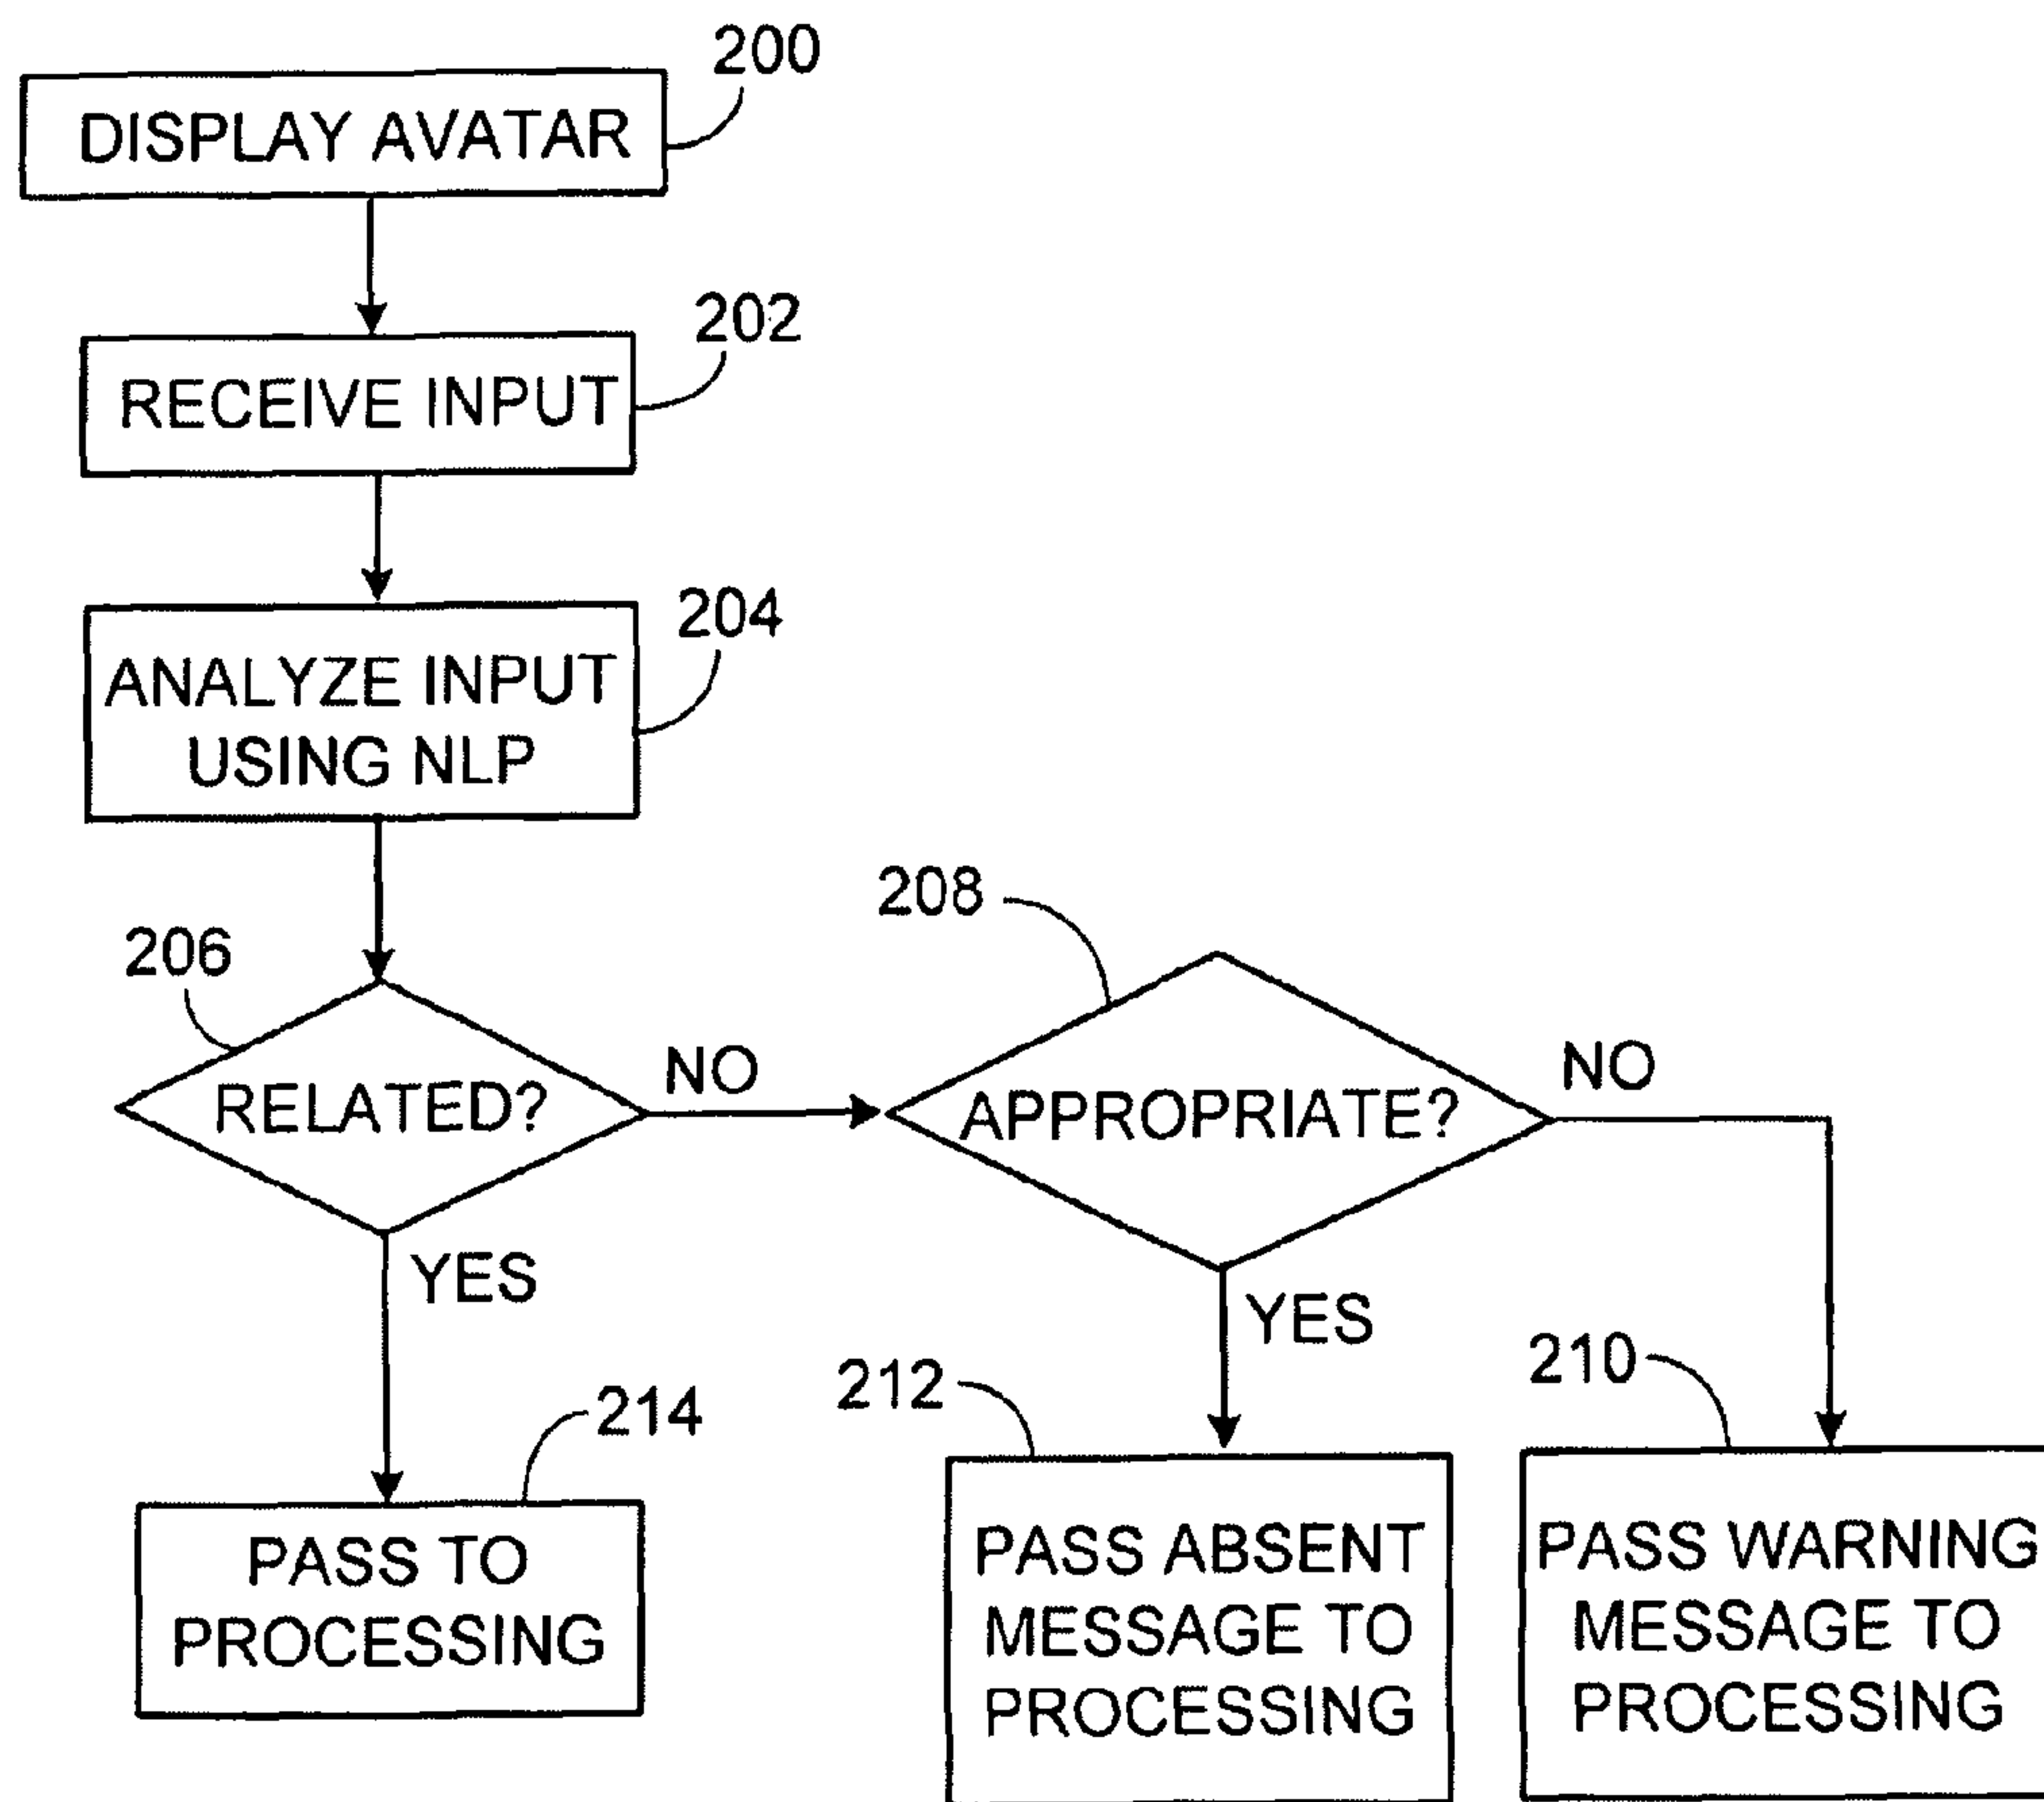 200
DISPLAY AVATAR
202
RECEIVE INPUT
204
ANALYZE INPUT
USING NLP
206
RELATED?
NO
YES
208
APPROPRIATE?
NO
YES
214
PASS TO
PROCESSING
212
PASS ABSENT
MESSAGE TO
PROCESSING
210
PASS WARNING
MESSAGE TO
PROCESSING